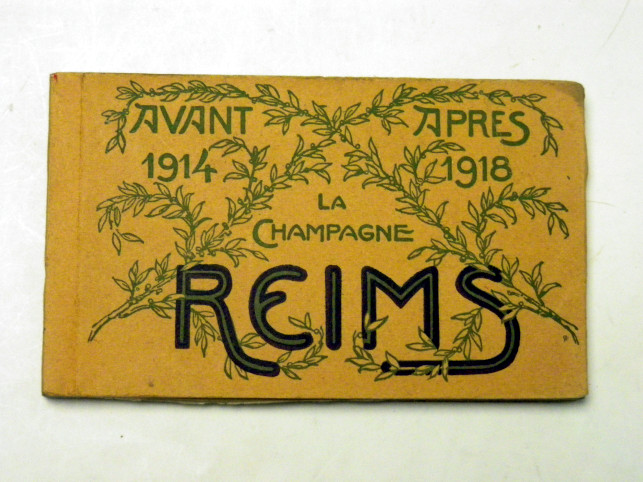 AVANT APRES
1914 1918
LA
CHAMPAGNE
REIMS